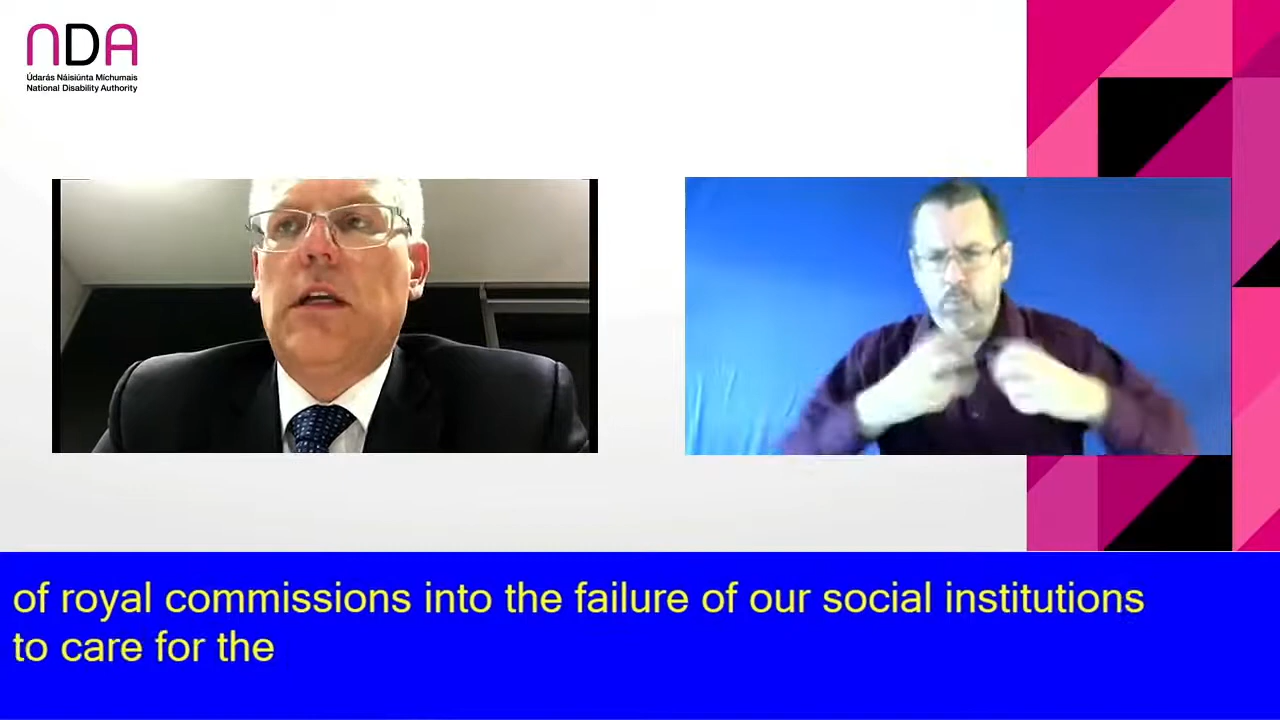 NDA
Údarás Náisiúnta Míchumais
National Disability Authority
of royal commissions into the failure of our social institutions
to care for the